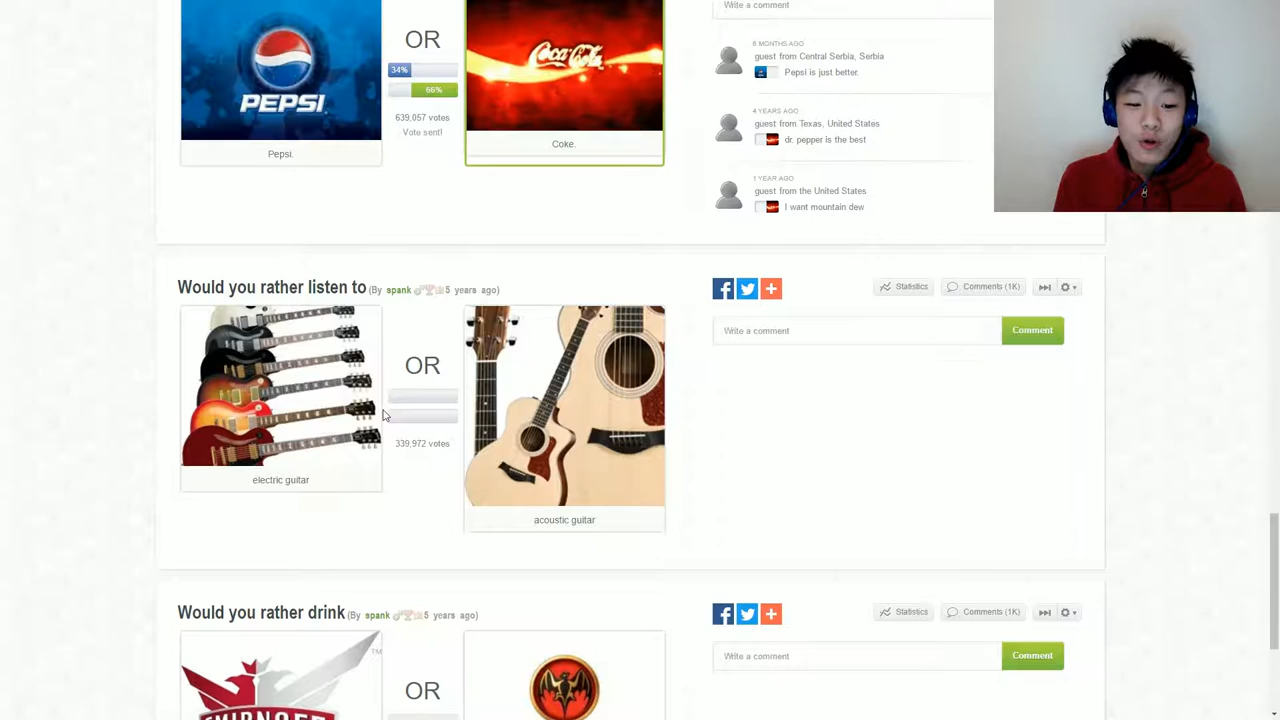 PEPSI
Pepsi.
OR
34%
66%
639,057 votes
Vote sent!
Coca-Cola
Coke.
Write a comment
6 MONTHS AGO
guest from Central Serbia, Serbia
Pepsi is just better.
4 YEARS AGO
guest from Texas, United States
dr. pepper is the best
1 YEAR AGO
guest from the United States
I want mountain dew
Would you rather listen to (By spank 5 years ago)
electric guitar
OR
339,972 votes
acoustic guitar
Statistics
Comments (1K)
Write a comment
Comment
Would you rather drink (By spank 5 years ago)
TM
SMIRNOFF
OR
Statistics
Comments (1K)
Write a comment
Comment